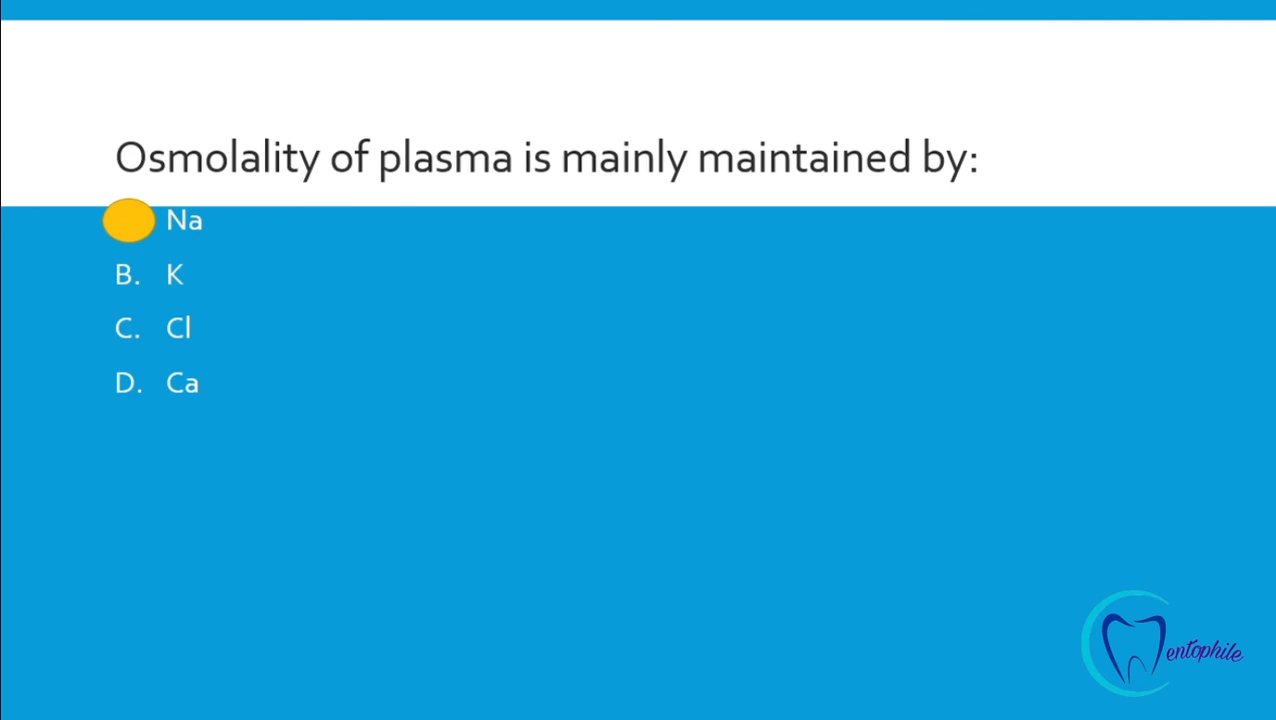 Osmolality of plasma is mainly maintained by:
Na
B. K
C. Cl
D. Ca
entophile